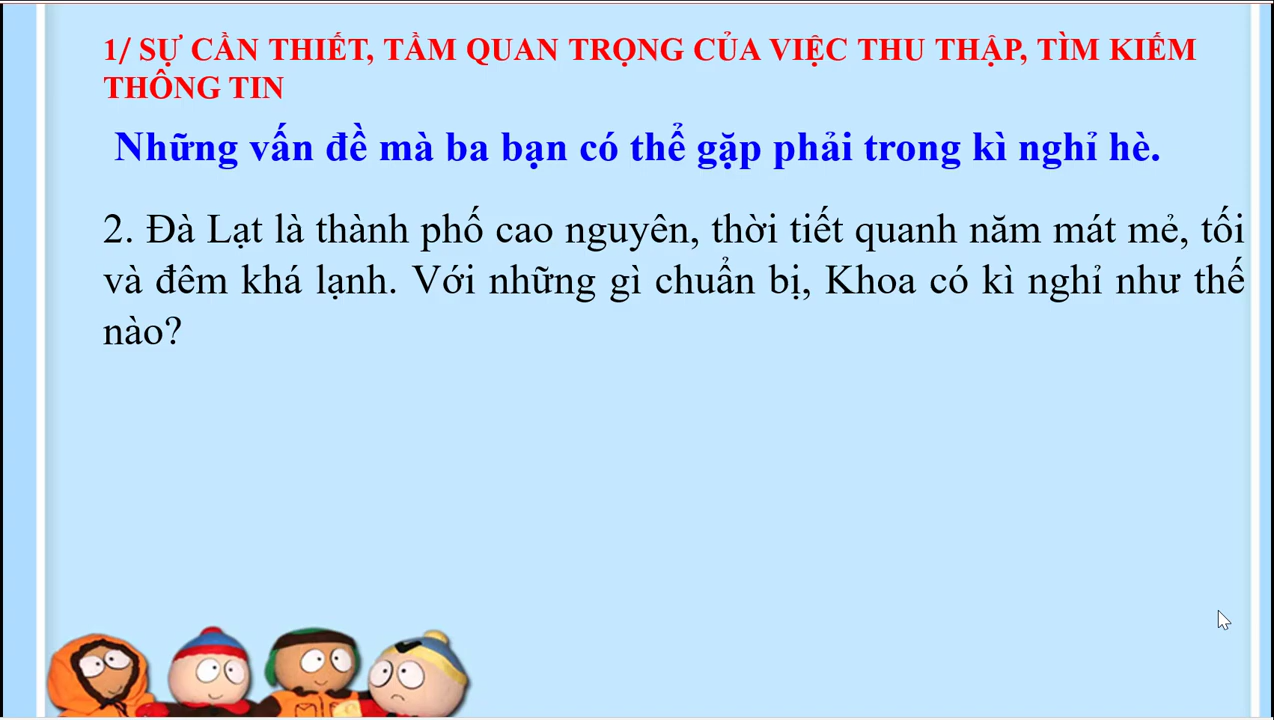 1/ SỰ CẦN THIẾT, TẦM QUAN TRỌNG CỦA VIỆC THU THẬP, TÌM KIẾM
THÔNG TIN
Những vấn đề mà ba bạn có thể gặp phải trong kì nghỉ hè.
2. Đà Lạt là thành phố cao nguyên, thời tiết quanh năm mát mẻ, tối
và đêm khá lạnh. Với những gì chuẩn bị, Khoa có kì nghỉ như thế
nào?